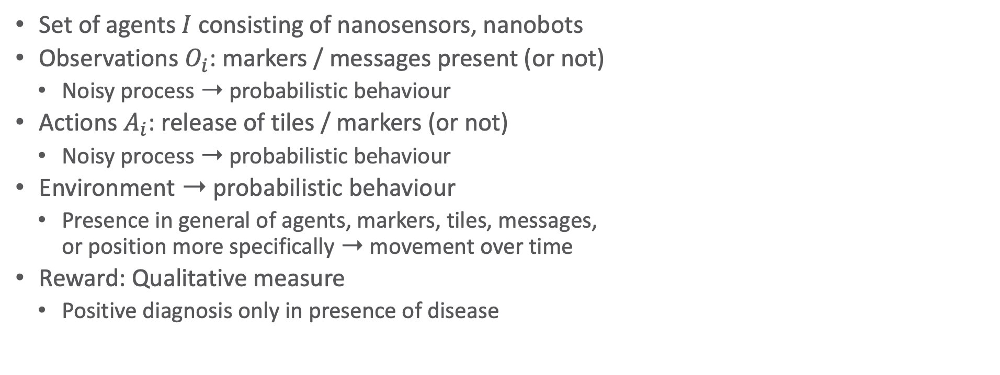 • Set of agents I consisting of nanosensors, nanobots
• Observations Oᵢ: markers / messages present (or not)
• Noisy process → probabilistic behaviour
• Actions Aᵢ: release of tiles / markers (or not)
• Noisy process → probabilistic behaviour
• Environment → probabilistic behaviour
• Presence in general of agents, markers, tiles, messages,
or position more specifically → movement over time
• Reward: Qualitative measure
• Positive diagnosis only in presence of disease